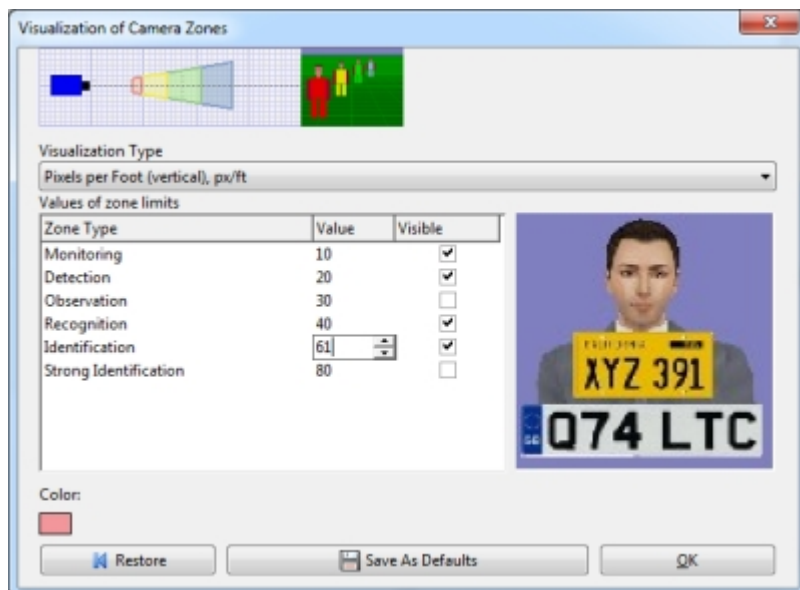 Visualization of Camera Zones
Visualization Type
Pixels per Foot (vertical), px/ft
Values of zone limits
Zone Type Value Visible
Monitoring 10
Detection 20
Observation 30
Recognition 40
Identification 61
Strong Identification 80
CALIFORNIA
XYZ 391
GB Q74 LTC
Color:
Restore Save As Defaults OK